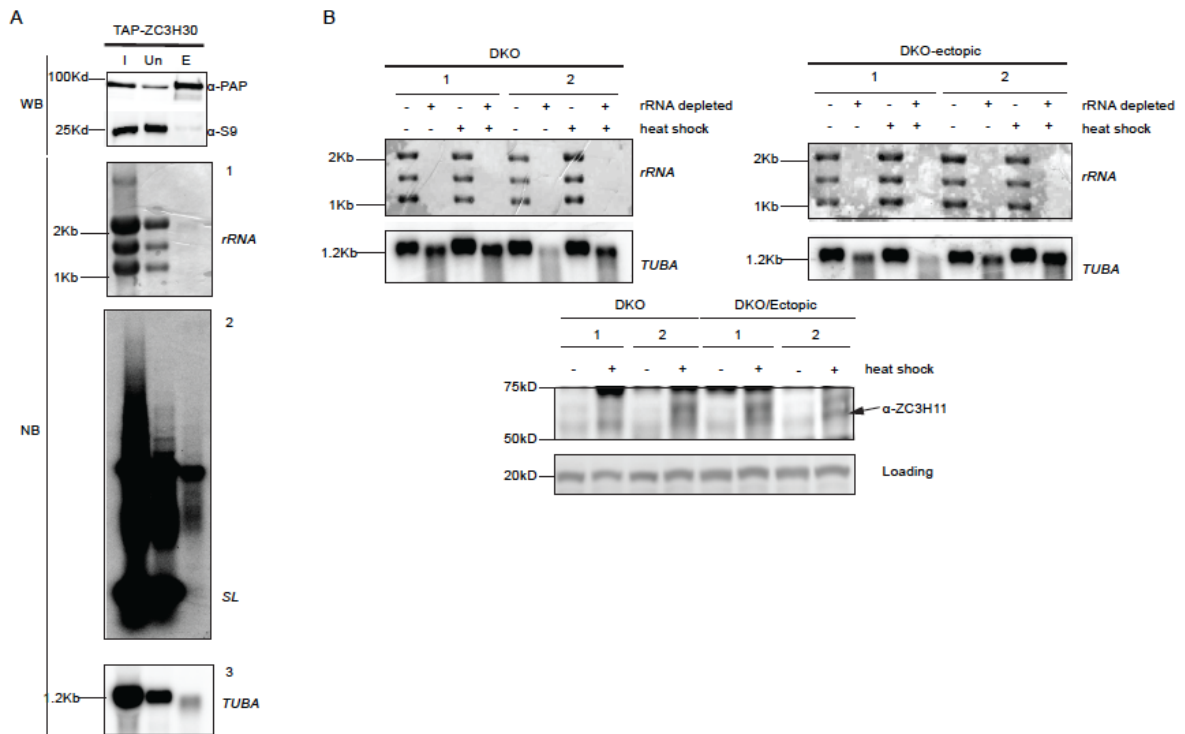 A
TAP-ZC3H30
I Un E
WB
100Kd
α-PAP
25Kd
α-S9
1
2Kb
rRNA
1Kb
2
NB
SL
3
1.2Kb
TUBA
B
DKO
1 2
- + - + - + - + rRNA depleted
- - + + - - + + heat shock
2Kb
rRNA
1Kb
1.2Kb
TUBA
DKO-ectopic
1 2
- + - + - + - + rRNA depleted
- - + + - - + + heat shock
2Kb
rRNA
1Kb
1.2Kb
TUBA
DKO DKO/Ectopic
1 2 1 2
- + - + - + - + heat shock
75kD
α-ZC3H11
50kD
20kD
Loading